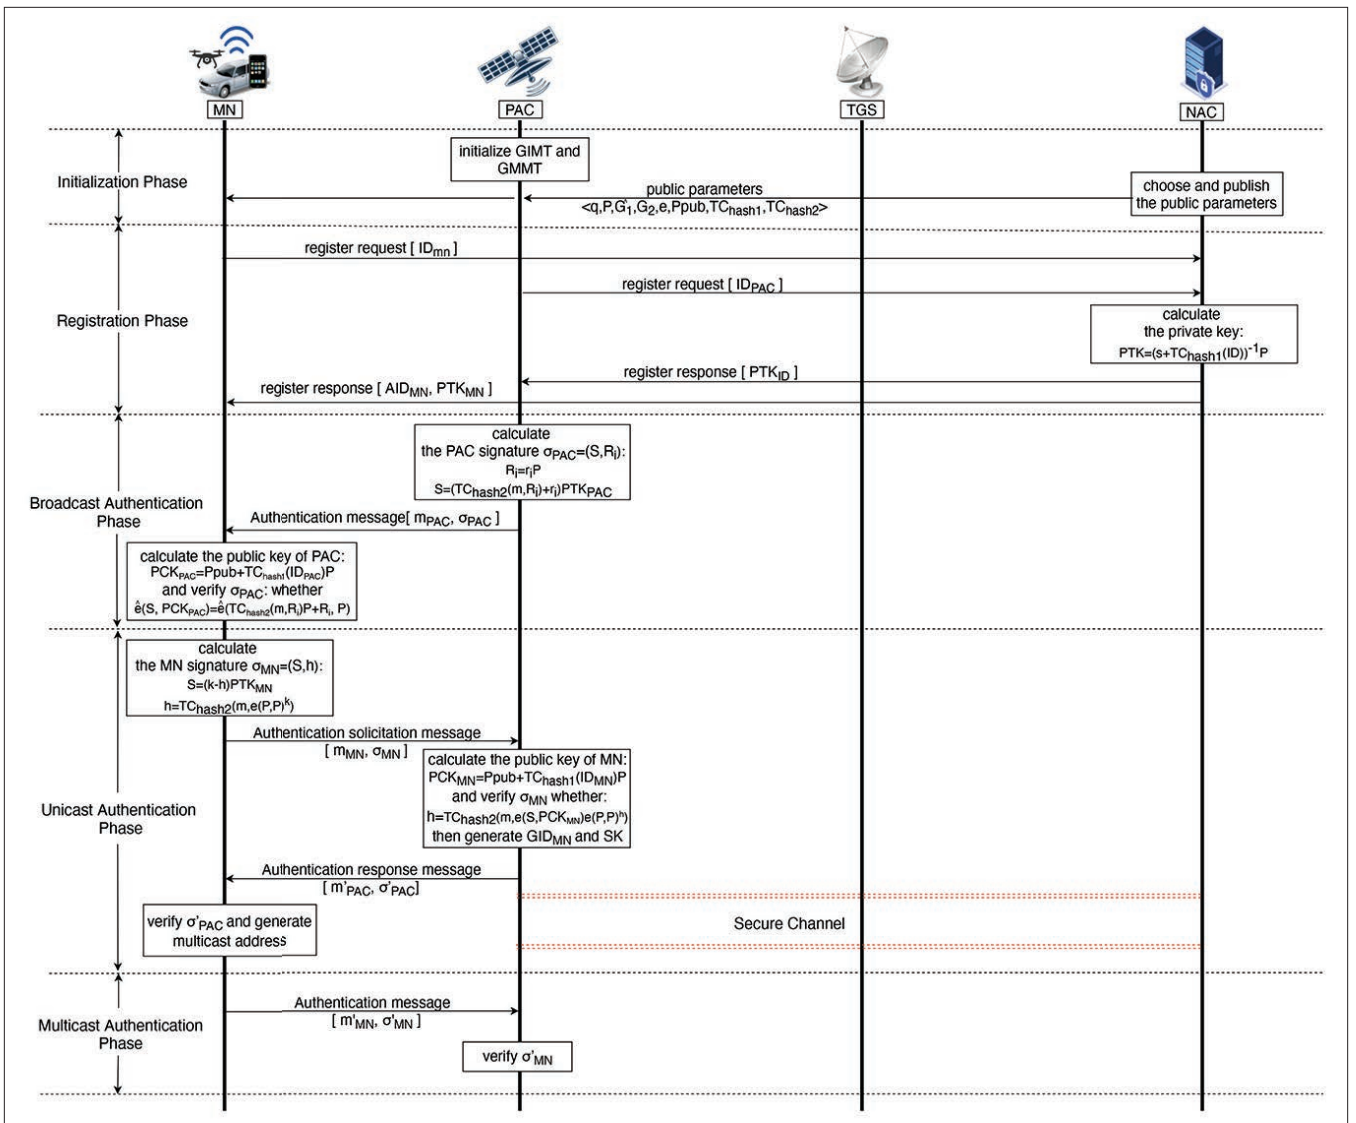 MN
PAC
TGS
NAC
Initialization Phase
initialize GIMT and
GMMT
public parameters
<q,P,G1,G2,e,Ppub,TChash1,TChash2>
choose and publish
the public parameters
Registration Phase
register request [ IDmn ]
register request [ IDPAC ]
calculate
the private key:
PTK=(s+TChash1(ID))-1P
register response [ PTKID ]
register response [ AIDMN, PTKMN ]
Broadcast Authentication
Phase
calculate
the PAC signature σPAC=(S,Ri):
Ri=riP
S=(TChash2(m,Ri)+ri)PTKPAC
Authentication message[ mPAC, σPAC ]
calculate the public key of PAC:
PCKPAC=Ppub+TChash1(IDPAC)P
and verify σPAC: whether
ê(S, PCKPAC)=ê(TChash2(m,Ri)P+Ri, P)
Unicast Authentication
Phase
calculate
the MN signature σMN=(S,h):
S=(k-h)PTKMN
h=TChash2(m,e(P,P)k)
Authentication solicitation message
[ mMN, σMN ]
calculate the public key of MN:
PCKMN=Ppub+TChash1(IDMN)P
and verify σMN whether:
h=TChash2(m,e(S,PCKMN)e(P,P)h)
then generate GIDMN and SK
Authentication response message
[ m'PAC, σ'PAC]
verify σ'PAC and generate
multicast address
Secure Channel
Multicast Authentication
Phase
Authentication message
[ m'MN, σ'MN ]
verify σ'MN